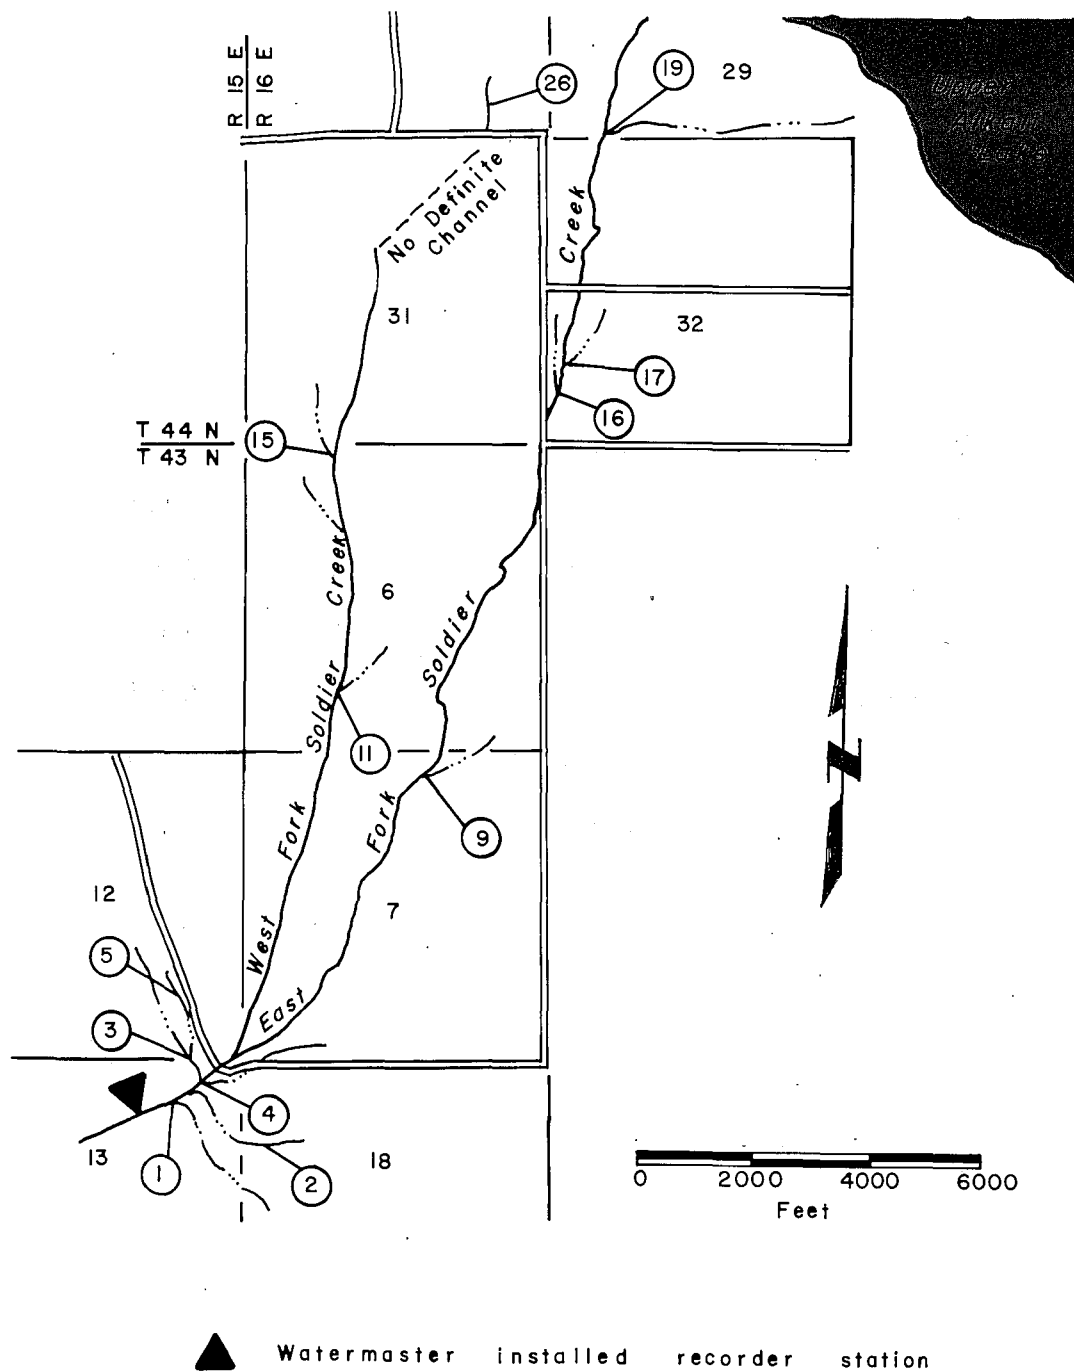 R 15 E
R 16 E
26
19
29
Upper
Alkali
Lake
No Definite
Channel
Creek
31
32
17
16
T 44 N
T 43 N
15
Creek
6
Soldier
Soldier
11
9
Fork
Fork
12
7
5
West
East
3
4
13
1
2
18
0 2000 4000 6000
Feet
Watermaster installed recorder station